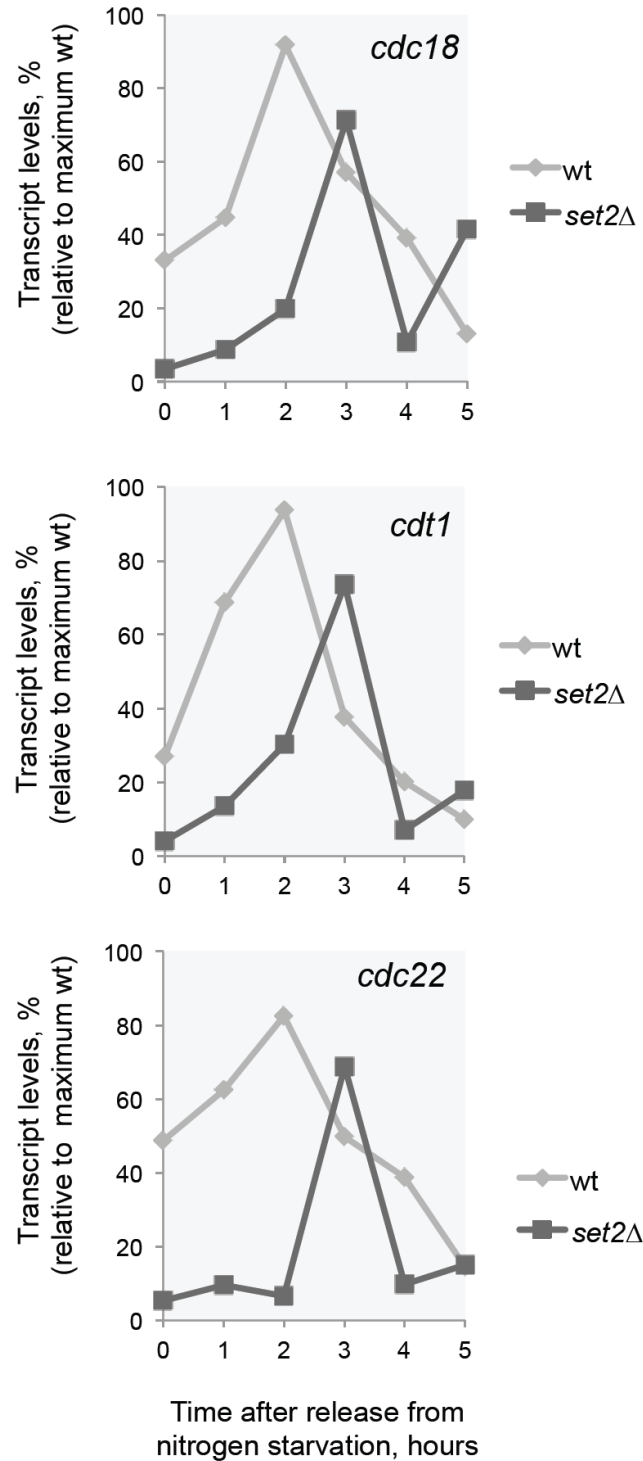 cdc18
Transcript levels, %
(relative to maximum wt)
100
80
60
40
20
0
0 1 2 3 4 5
wt
set2Δ
cdt1
Transcript levels, %
(relative to maximum wt)
100
80
60
40
20
0
0 1 2 3 4 5
wt
set2Δ
cdc22
Transcript levels, %
(relative to maximum wt)
100
80
60
40
20
0
0 1 2 3 4 5
wt
set2Δ
Time after release from
nitrogen starvation, hours